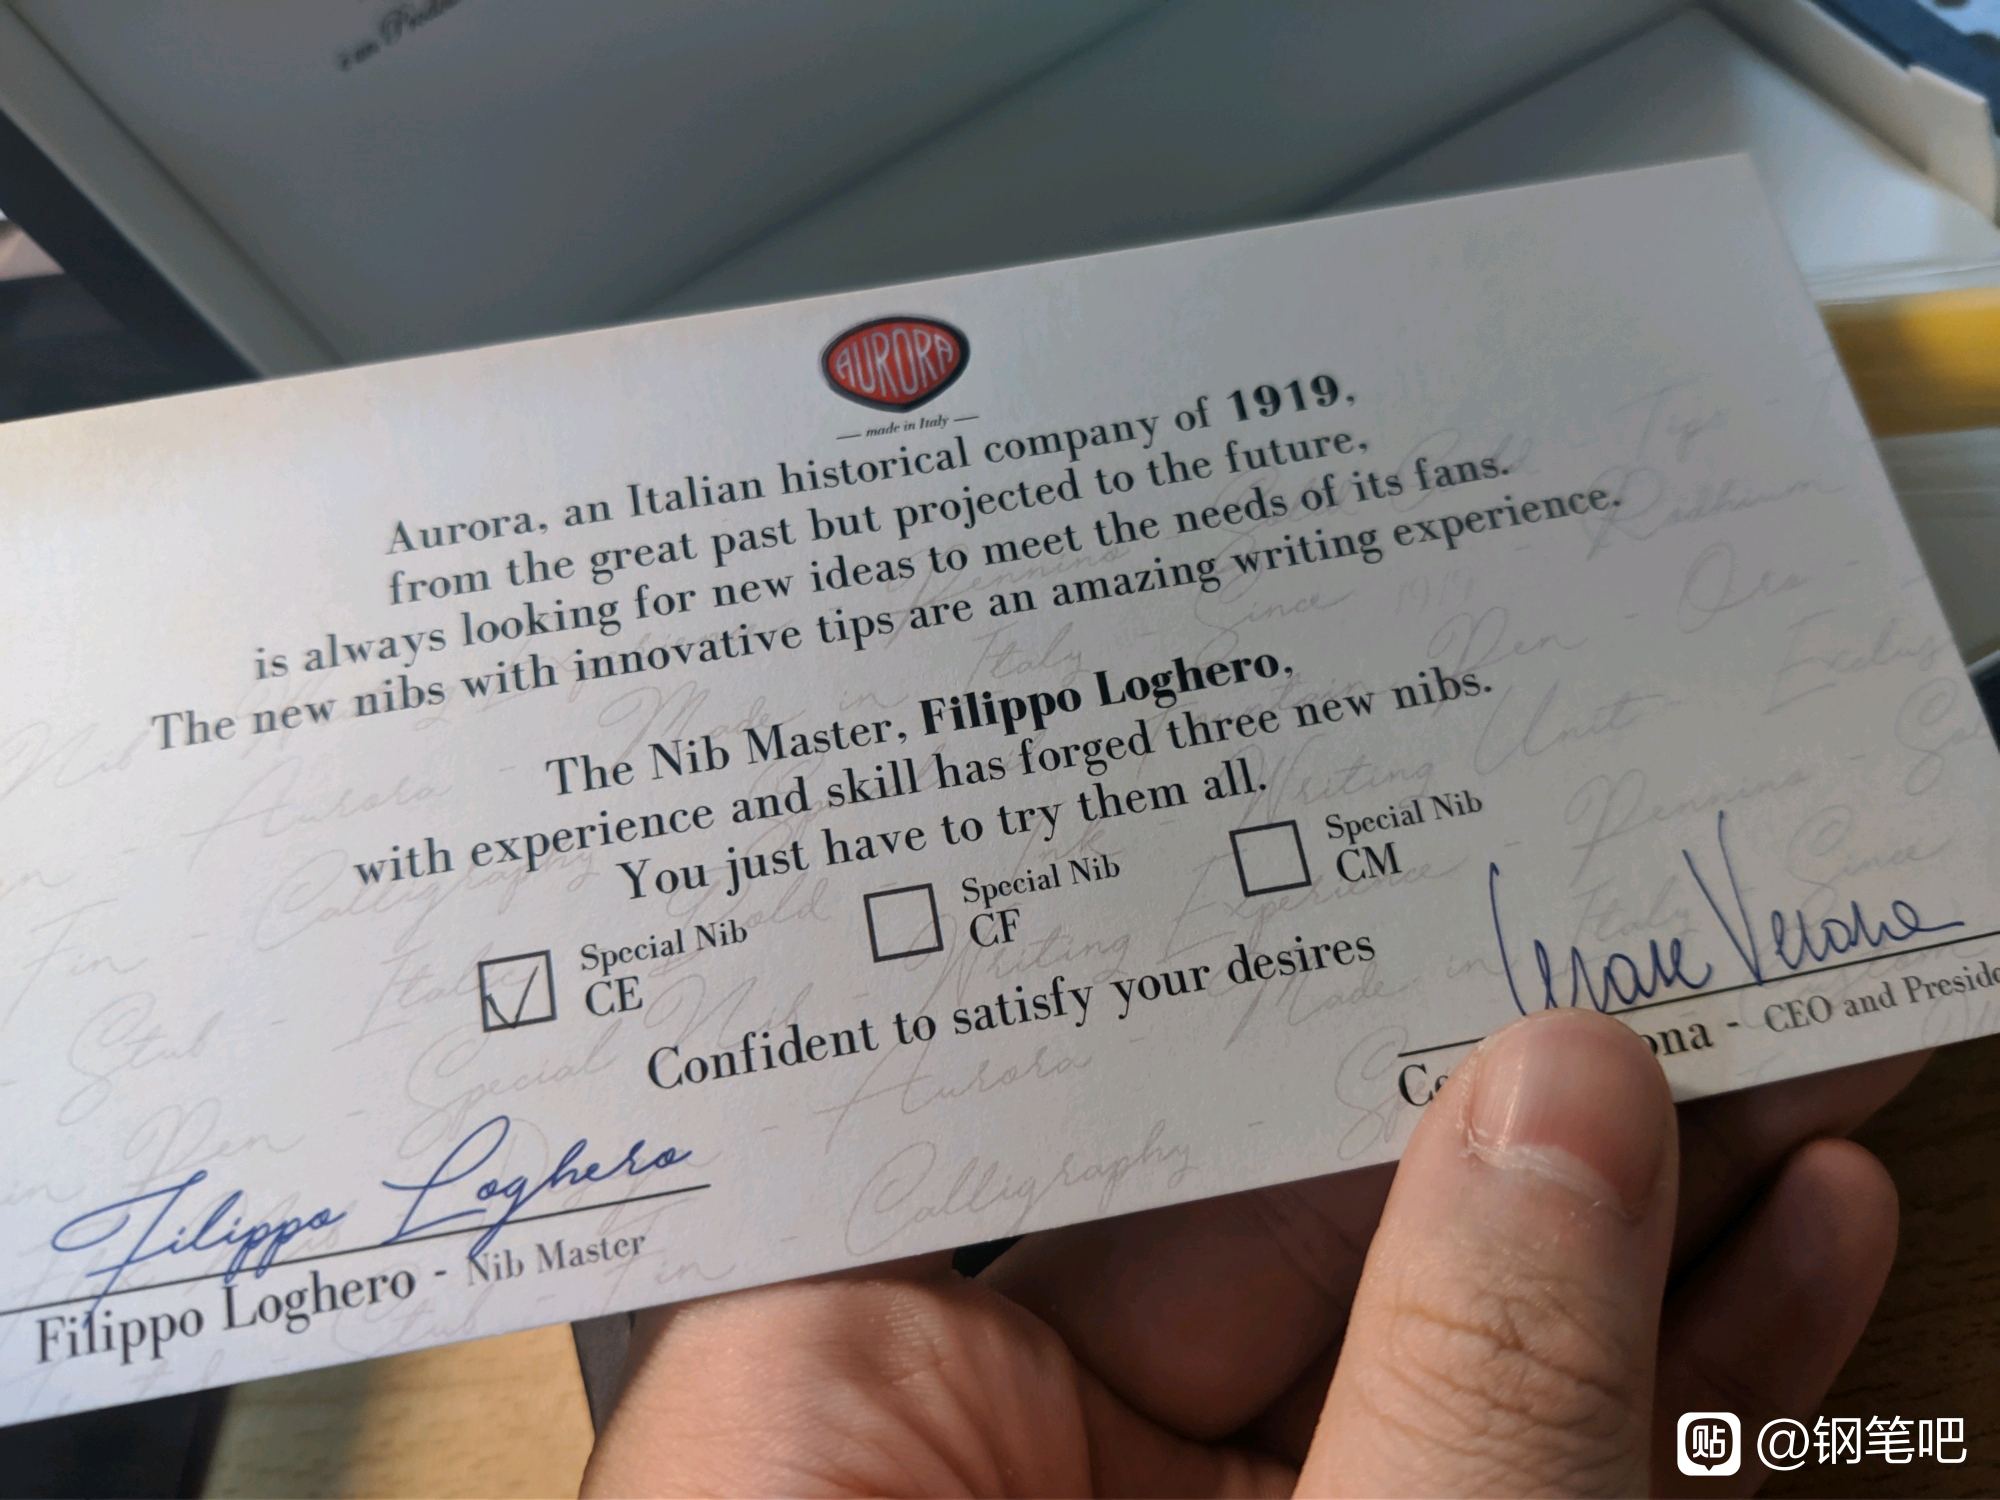 AURORA
made in Italy
Aurora, an Italian historical company of 1919,
from the great past but projected to the future,
is always looking for new ideas to meet the needs of its fans.
The new nibs with innovative tips are an amazing writing experience.
The Nib Master, Filippo Loghero,
with experience and skill has forged three new nibs.
You just have to try them all.
Special Nib CE
Special Nib CF
Special Nib CM
Confident to satisfy your desires
Cesare Verona
ona - CEO and Preside
Filippo Loghero
Filippo Loghero - Nib Master
贴 @钢笔吧